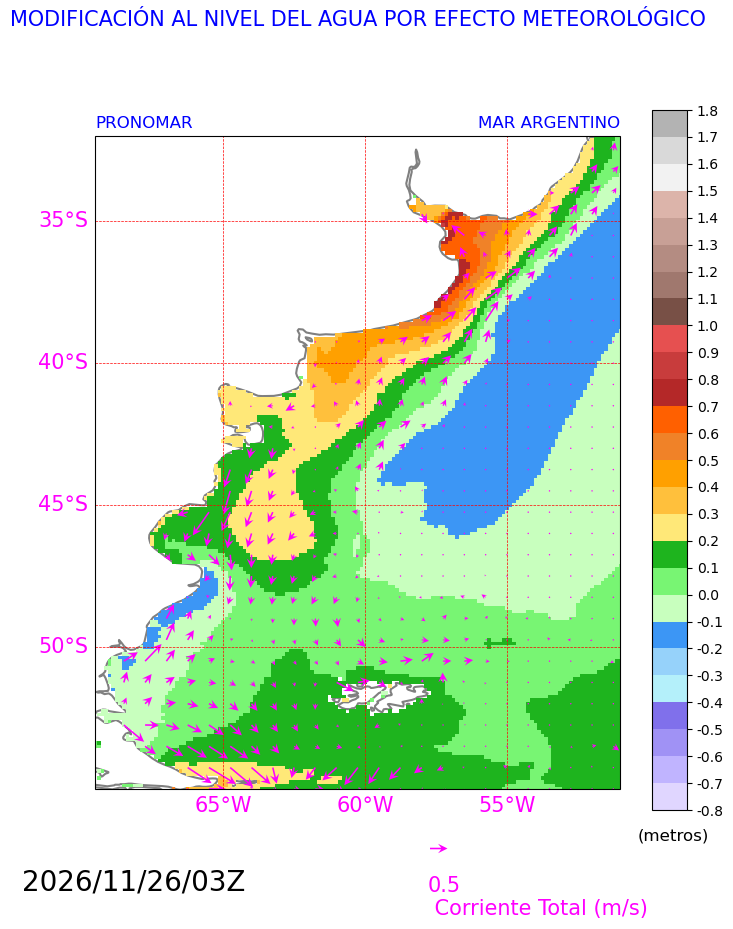 MODIFICACIÓN AL NIVEL DEL AGUA POR EFECTO METEOROLÓGICO
PRONOMAR
MAR ARGENTINO
35°S
40°S
45°S
50°S
65°W
60°W
55°W
1.8
1.7
1.6
1.5
1.4
1.3
1.2
1.1
1.0
0.9
0.8
0.7
0.6
0.5
0.4
0.3
0.2
0.1
0.0
-0.1
-0.2
-0.3
-0.4
-0.5
-0.6
-0.7
-0.8
(metros)
2026/11/26/03Z
0.5
Corriente Total (m/s)